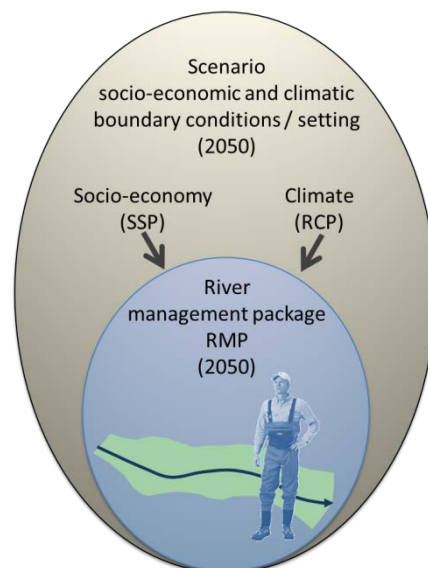 Scenario
socio-economic and climatic
boundary conditions / setting
(2050)
Socio-economy
(SSP)
Climate
(RCP)
River
management package
RMP
(2050)